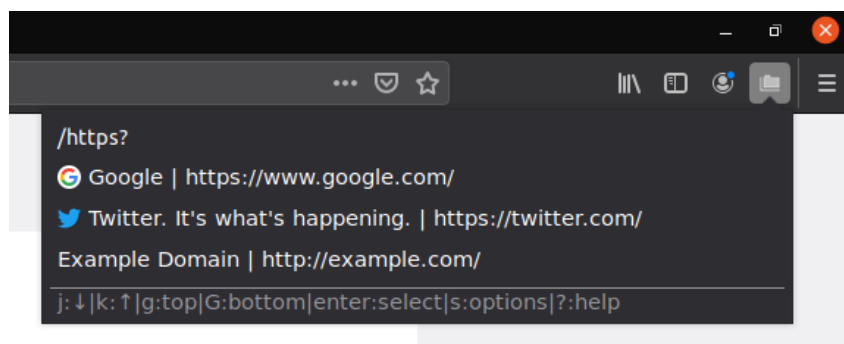 /https?
Google | https://www.google.com/
Twitter. It's what's happening. | https://twitter.com/
Example Domain | http://example.com/
j:↓|k:↑|g:top|G:bottom|enter:select|s:options|?:help